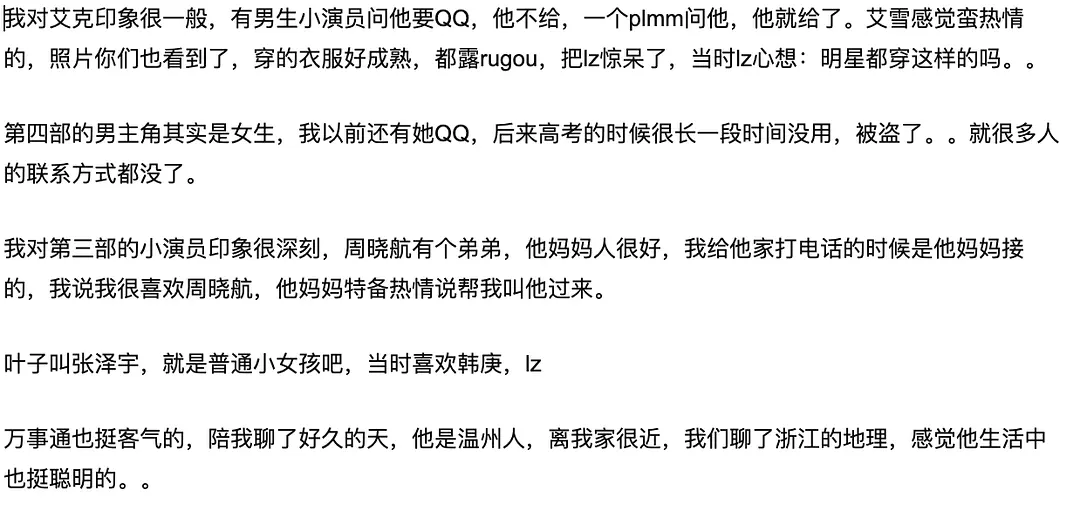 我对艾克印象很一般，有男生小演员问他要QQ，他不给，一个plmm问他，他就给了。艾雪感觉蛮热情
的，照片你们也看到了，穿的衣服好成熟，都露rugou，把lz惊呆了，当时lz心想：明星都穿这样的吗。。
第四部的男主角其实是女生，我以前还有她QQ，后来高考的时候很长一段时间没用，被盗了。。就很多人
的联系方式都没了。
我对第三部的小演员印象很深刻，周晓航有个弟弟，他妈妈人很好，我给他家打电话的时候是他妈妈接
的，我说我很喜欢周晓航，他妈妈特备热情说帮我叫他过来。
叶子叫张泽宇，就是普通小女孩吧，当时喜欢韩庚，lz
万事通也挺客气的，陪我聊了好久的天，他是温州人，离我家很近，我们聊了浙江的地理，感觉他生活中
也挺聪明的。。